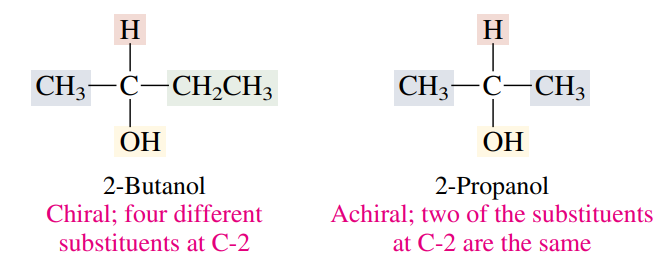 H
CH₃—C—CH₂CH₃
OH
2-Butanol
Chiral; four different
substituents at C-2
H
CH₃—C—CH₃
OH
2-Propanol
Achiral; two of the substituents
at C-2 are the same